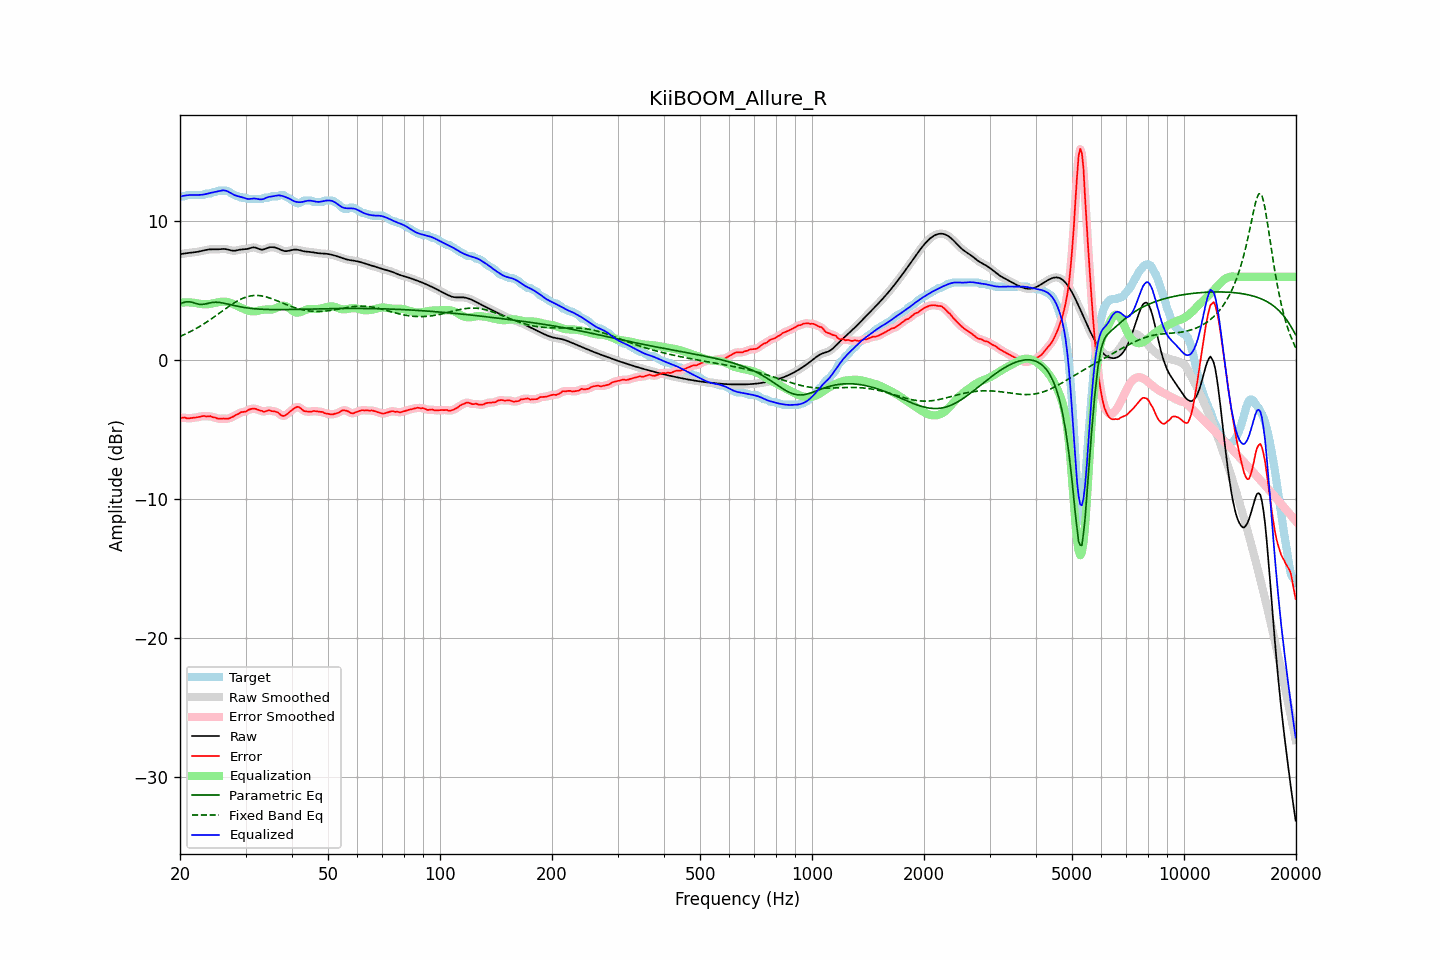 KiiBOOM_Allure_R
Amplitude (dBr)
10
0
−10
−20
−30
Target
Raw Smoothed
Error Smoothed
Raw
Error
Equalization
Parametric Eq
Fixed Band Eq
Equalized
20 50 100 200 500 1000 2000 5000 10000 20000
Frequency (Hz)